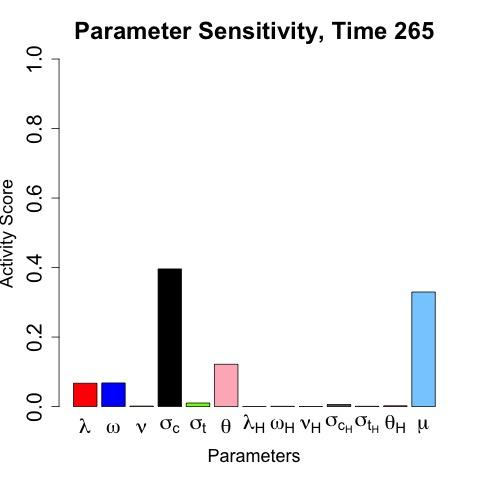 Parameter Sensitivity, Time 265
1.0
0.8
0.6
0.4
0.2
0.0
Activity Score
λ ω ν σc σt θ λH ωH νH σcH σtH θH μ
Parameters